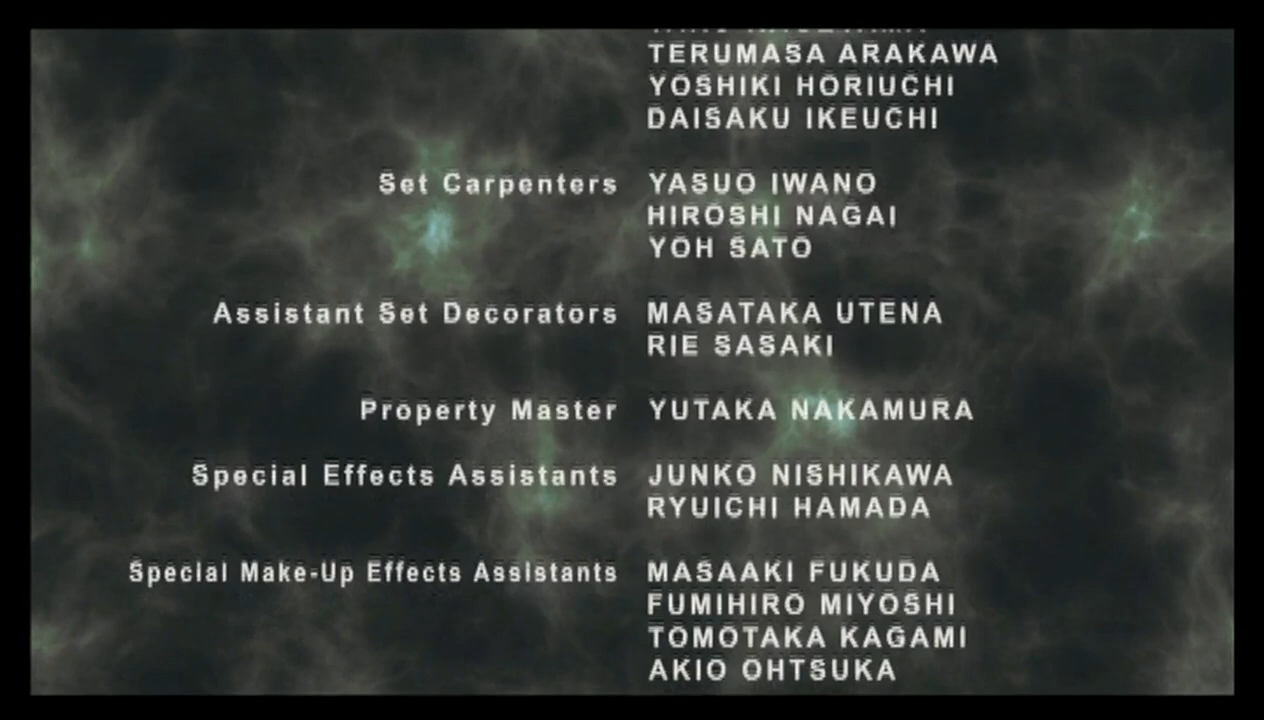 TERUMASA ARAKAWA
YOSHIKI HORIUCHI
DAISAKU IKEUCHI
Set Carpenters YASUO IWANO
HIROSHI NAGAI
YOH SATO
Assistant Set Decorators MASATAKA UTENA
RIE SASAKI
Property Master YUTAKA NAKAMURA
Special Effects Assistants JUNKO NISHIKAWA
RYUICHI HAMADA
Special Make-Up Effects Assistants MASAAKI FUKUDA
FUMIHIRO MIYOSHI
TOMOTAKA KAGAMI
AKIO OHTSUKA